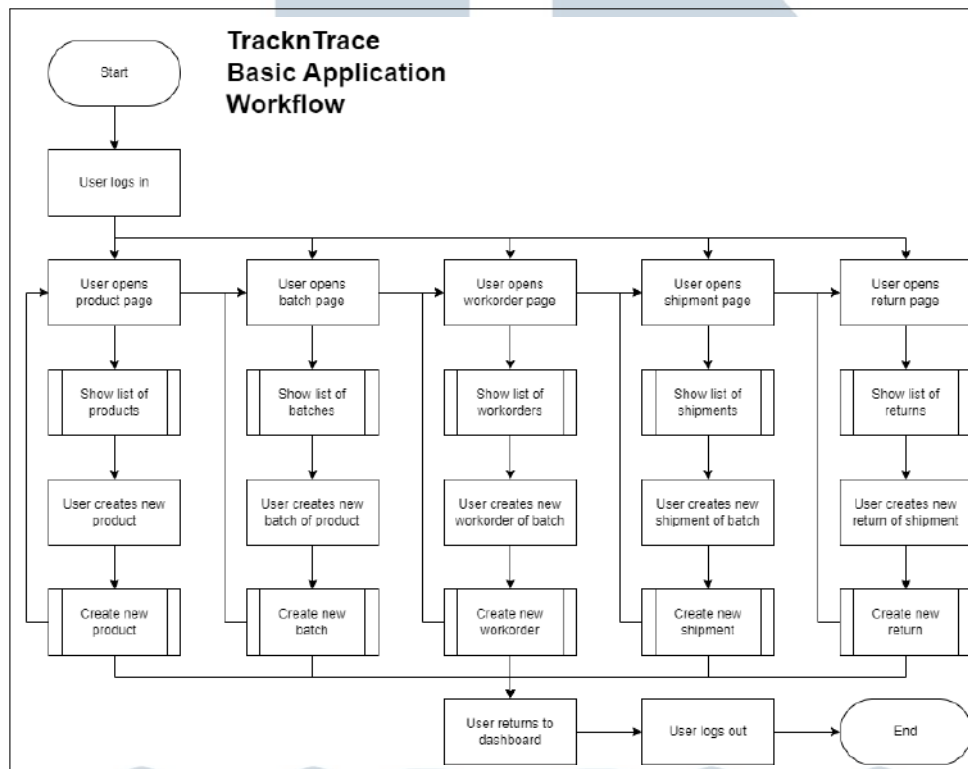 TracknTrace
Basic Application
Workflow
Start
User logs in
User opens
product page
User opens
batch page
User opens
workorder page
User opens
shipment page
User opens
return page
Show list of
products
Show list of
batches
Show list of
workorders
Show list of
shipments
Show list of
returns
User creates new
product
User creates new
batch of product
User creates new
workorder of batch
User creates new
shipment of batch
User creates new
return of shipment
Create new
product
Create new
batch
Create new
workorder
Create new
shipment
Create new
return
User returns to
dashboard
User logs out
End